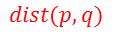 dist(p, q)